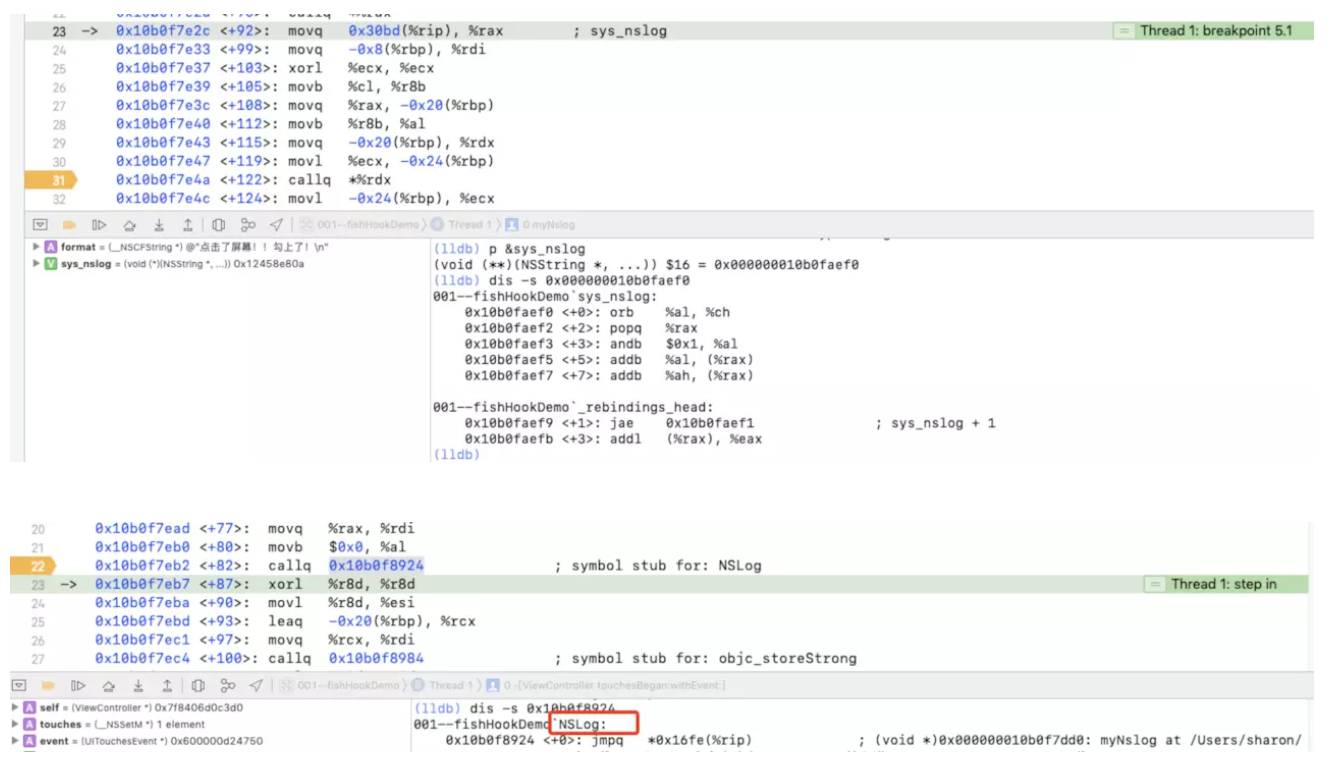 23 -> 0x10b0f7e2c <+92>: movq 0x30bd(%rip), %rax ; sys_nslog = Thread 1: breakpoint 5.1
24 0x10b0f7e33 <+99>: movq -0x8(%rbp), %rdi
25 0x10b0f7e37 <+103>: xorl %ecx, %ecx
26 0x10b0f7e39 <+105>: movb %cl, %r8b
27 0x10b0f7e3c <+108>: movq %rax, -0x20(%rbp)
28 0x10b0f7e40 <+112>: movb %r8b, %al
29 0x10b0f7e43 <+115>: movq -0x20(%rbp), %rdx
30 0x10b0f7e47 <+119>: movl %ecx, -0x24(%rbp)
31 0x10b0f7e4a <+122>: callq *%rdx
32 0x10b0f7e4c <+124>: movl -0x24(%rbp), %ecx
001--fishHookDemo Thread 1 0 myNslog
A format = (__NSCFString *) @"点击了屏幕！！勾上了！\n"
V sys_nslog = (void (*)(NSString *, ...)) 0x12458e80a
(lldb) p &sys_nslog
(void (**)(NSString *, ...)) $16 = 0x000000010b0faef0
(lldb) dis -s 0x000000010b0faef0
001--fishHookDemo`sys_nslog:
0x10b0faef0 <+0>: orb %al, %ch
0x10b0faef2 <+2>: popq %rax
0x10b0faef3 <+3>: andb $0x1, %al
0x10b0faef5 <+5>: addb %al, (%rax)
0x10b0faef7 <+7>: addb %ah, (%rax)
001--fishHookDemo`_rebindings_head:
0x10b0faef9 <+1>: jae 0x10b0faef1 ; sys_nslog + 1
0x10b0faefb <+3>: addl (%rax), %eax
(lldb)
20 0x10b0f7ead <+77>: movq %rax, %rdi
21 0x10b0f7eb0 <+80>: movb $0x0, %al
22 0x10b0f7eb2 <+82>: callq 0x10b0f8924 ; symbol stub for: NSLog
23 -> 0x10b0f7eb7 <+87>: xorl %r8d, %r8d = Thread 1: step in
24 0x10b0f7eba <+90>: movl %r8d, %esi
25 0x10b0f7ebd <+93>: leaq -0x20(%rbp), %rcx
26 0x10b0f7ec1 <+97>: movq %rcx, %rdi
27 0x10b0f7ec4 <+100>: callq 0x10b0f8984 ; symbol stub for: objc_storeStrong
001--fishHookDemo Thread 1 0 -[ViewController touchesBegan:withEvent:]
A self = (ViewController *) 0x7f8406d0c3d0
A touches = (__NSSetM *) 1 element
A event = (UITouchesEvent *) 0x600000d24750
(lldb) dis -s 0x10b0f8924
001--fishHookDemo`NSLog:
0x10b0f8924 <+0>: jmpq *0x16fe(%rip) ; (void *)0x000000010b0f7dd0: myNslog at /Users/sharon/